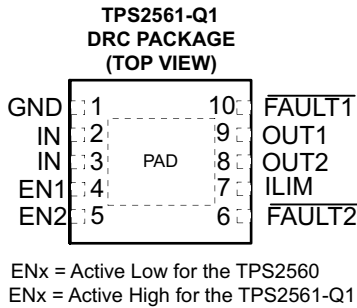 TPS2561-Q1
DRC PACKAGE
(TOP VIEW)
GND 1 10 FAULT1
IN 2 9 OUT1
IN 3 PAD 8 OUT2
EN1 4 7 ILIM
EN2 5 6 FAULT2
ENx = Active Low for the TPS2560
ENx = Active High for the TPS2561-Q1